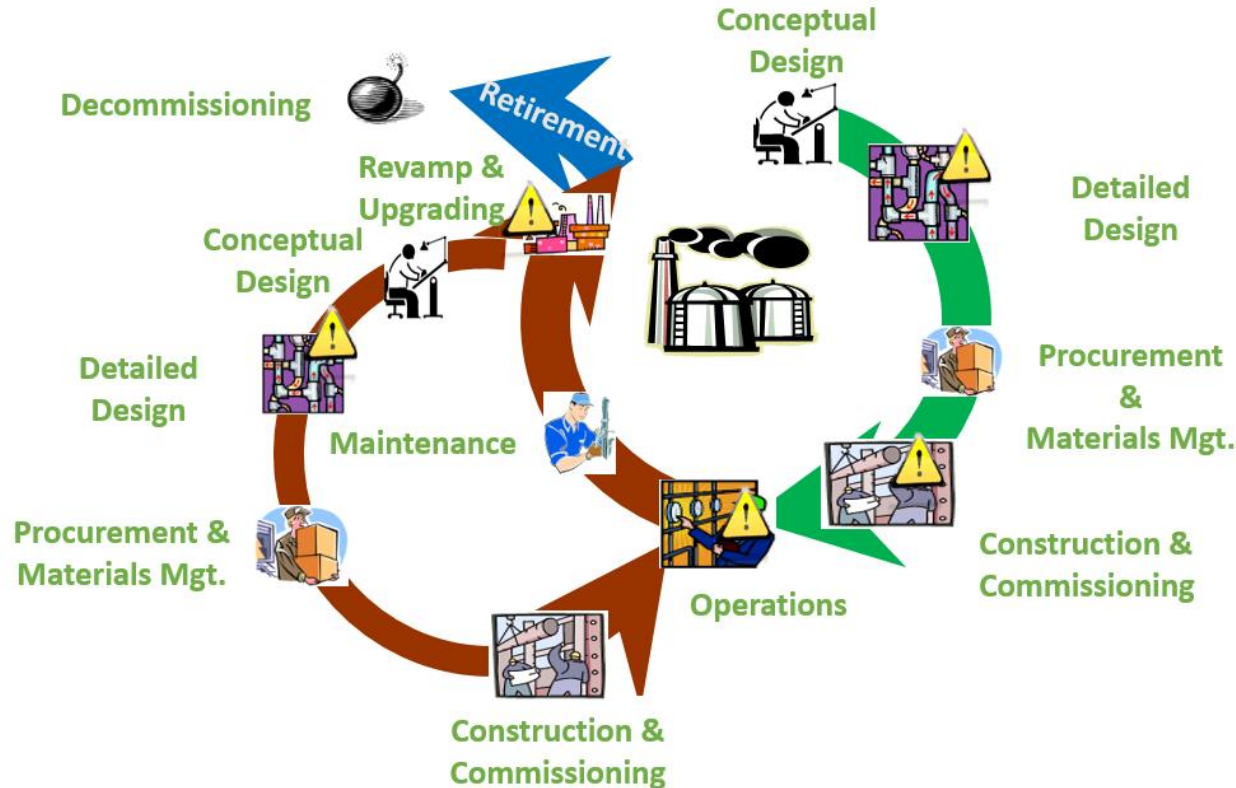 Conceptual
Design
Decommissioning
Retirement
Revamp &
Upgrading
Detailed
Design
Conceptual
Design
Detailed
Design
Procurement
&
Materials Mgt.
Maintenance
Procurement &
Materials Mgt.
Construction &
Commissioning
Operations
Construction &
Commissioning